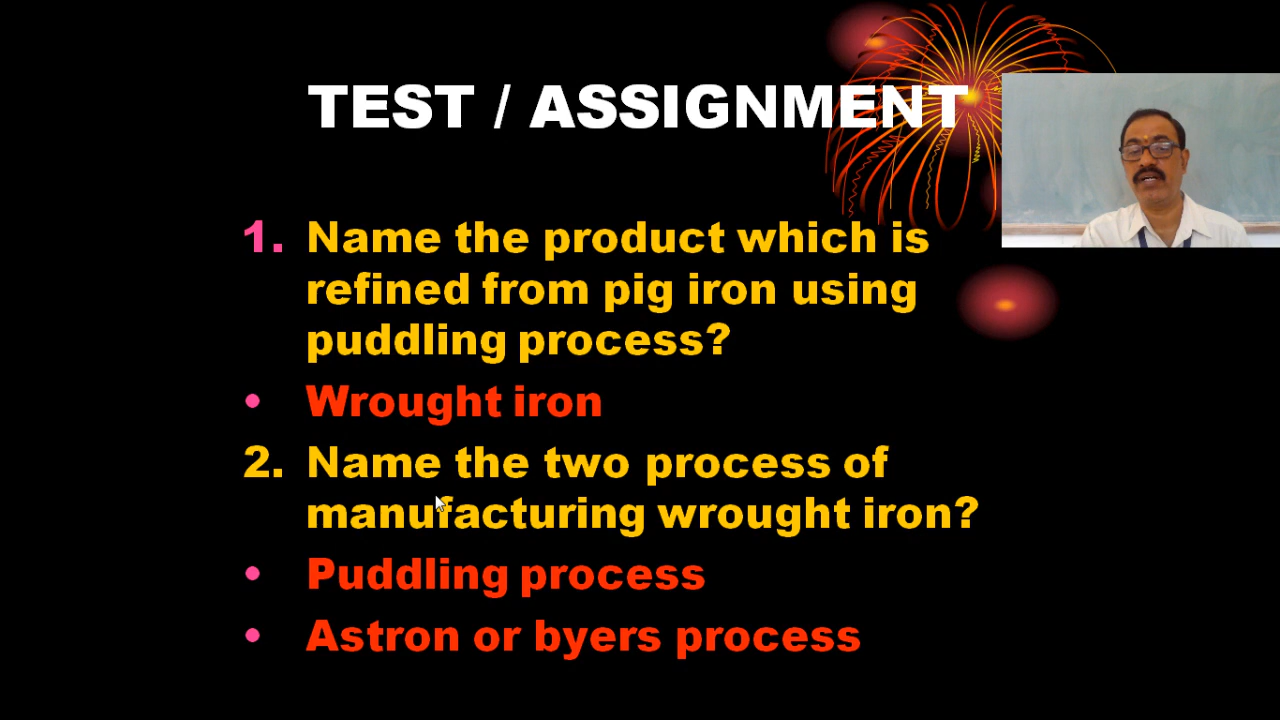 TEST / ASSIGNMENT
1. Name the product which is
refined from pig iron using
puddling process?
• Wrought iron
2. Name the two process of
manufacturing wrought iron?
• Puddling process
• Astron or byers process